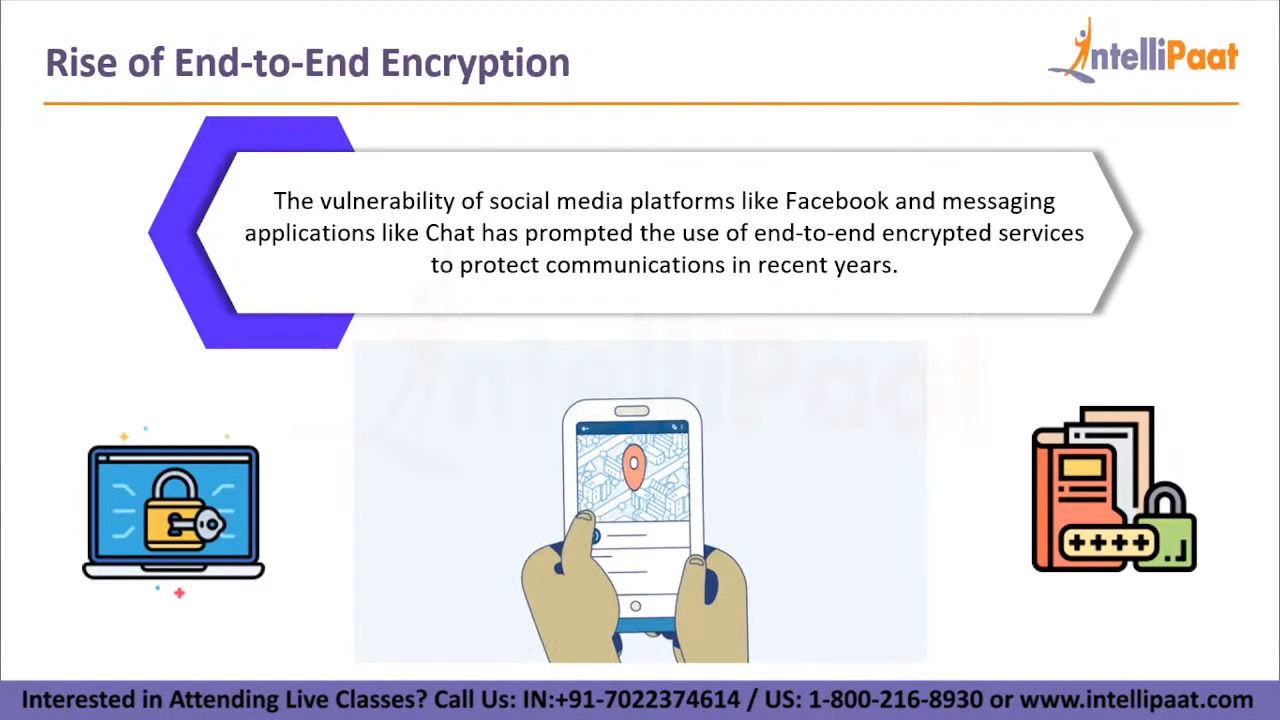 Rise of End-to-End Encryption
IntelliPaat
The vulnerability of social media platforms like Facebook and messaging
applications like Chat has prompted the use of end-to-end encrypted services
to protect communications in recent years.
IntelliPaat
Interested in Attending Live Classes? Call Us: IN:+91-7022374614 / US: 1-800-216-8930 or www.intellipaat.com